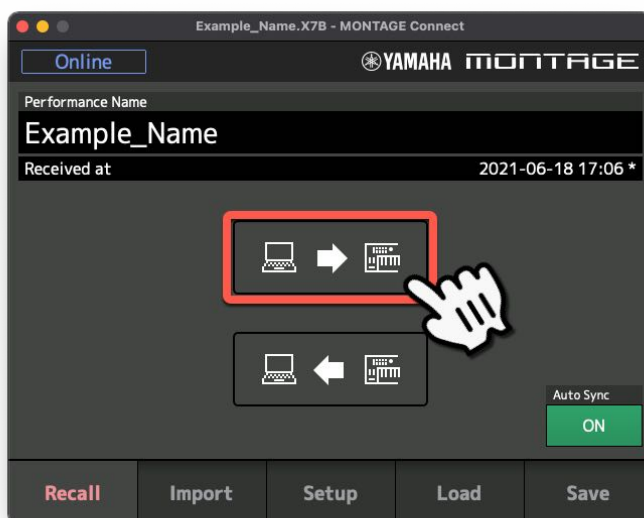 Example_Name.X7B - MONTAGE Connect
Online
YAMAHA MONTAGE
Performance Name
Example_Name
Received at 2021-06-18 17:06 *
Auto Sync
ON
Recall Import Setup Load Save